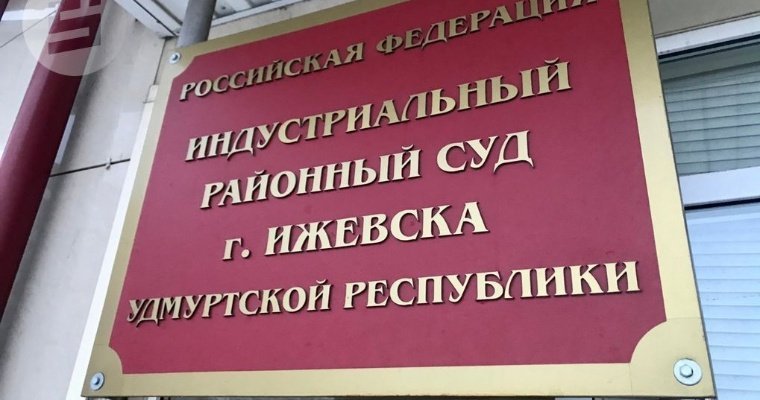 РОССИЙСКАЯ ФЕДЕРАЦИЯ
ИНДУСТРИАЛЬНЫЙ
РАЙОННЫЙ СУД
г. ИЖЕВСКА
УДМУРТСКОЙ РЕСПУБЛИКИ